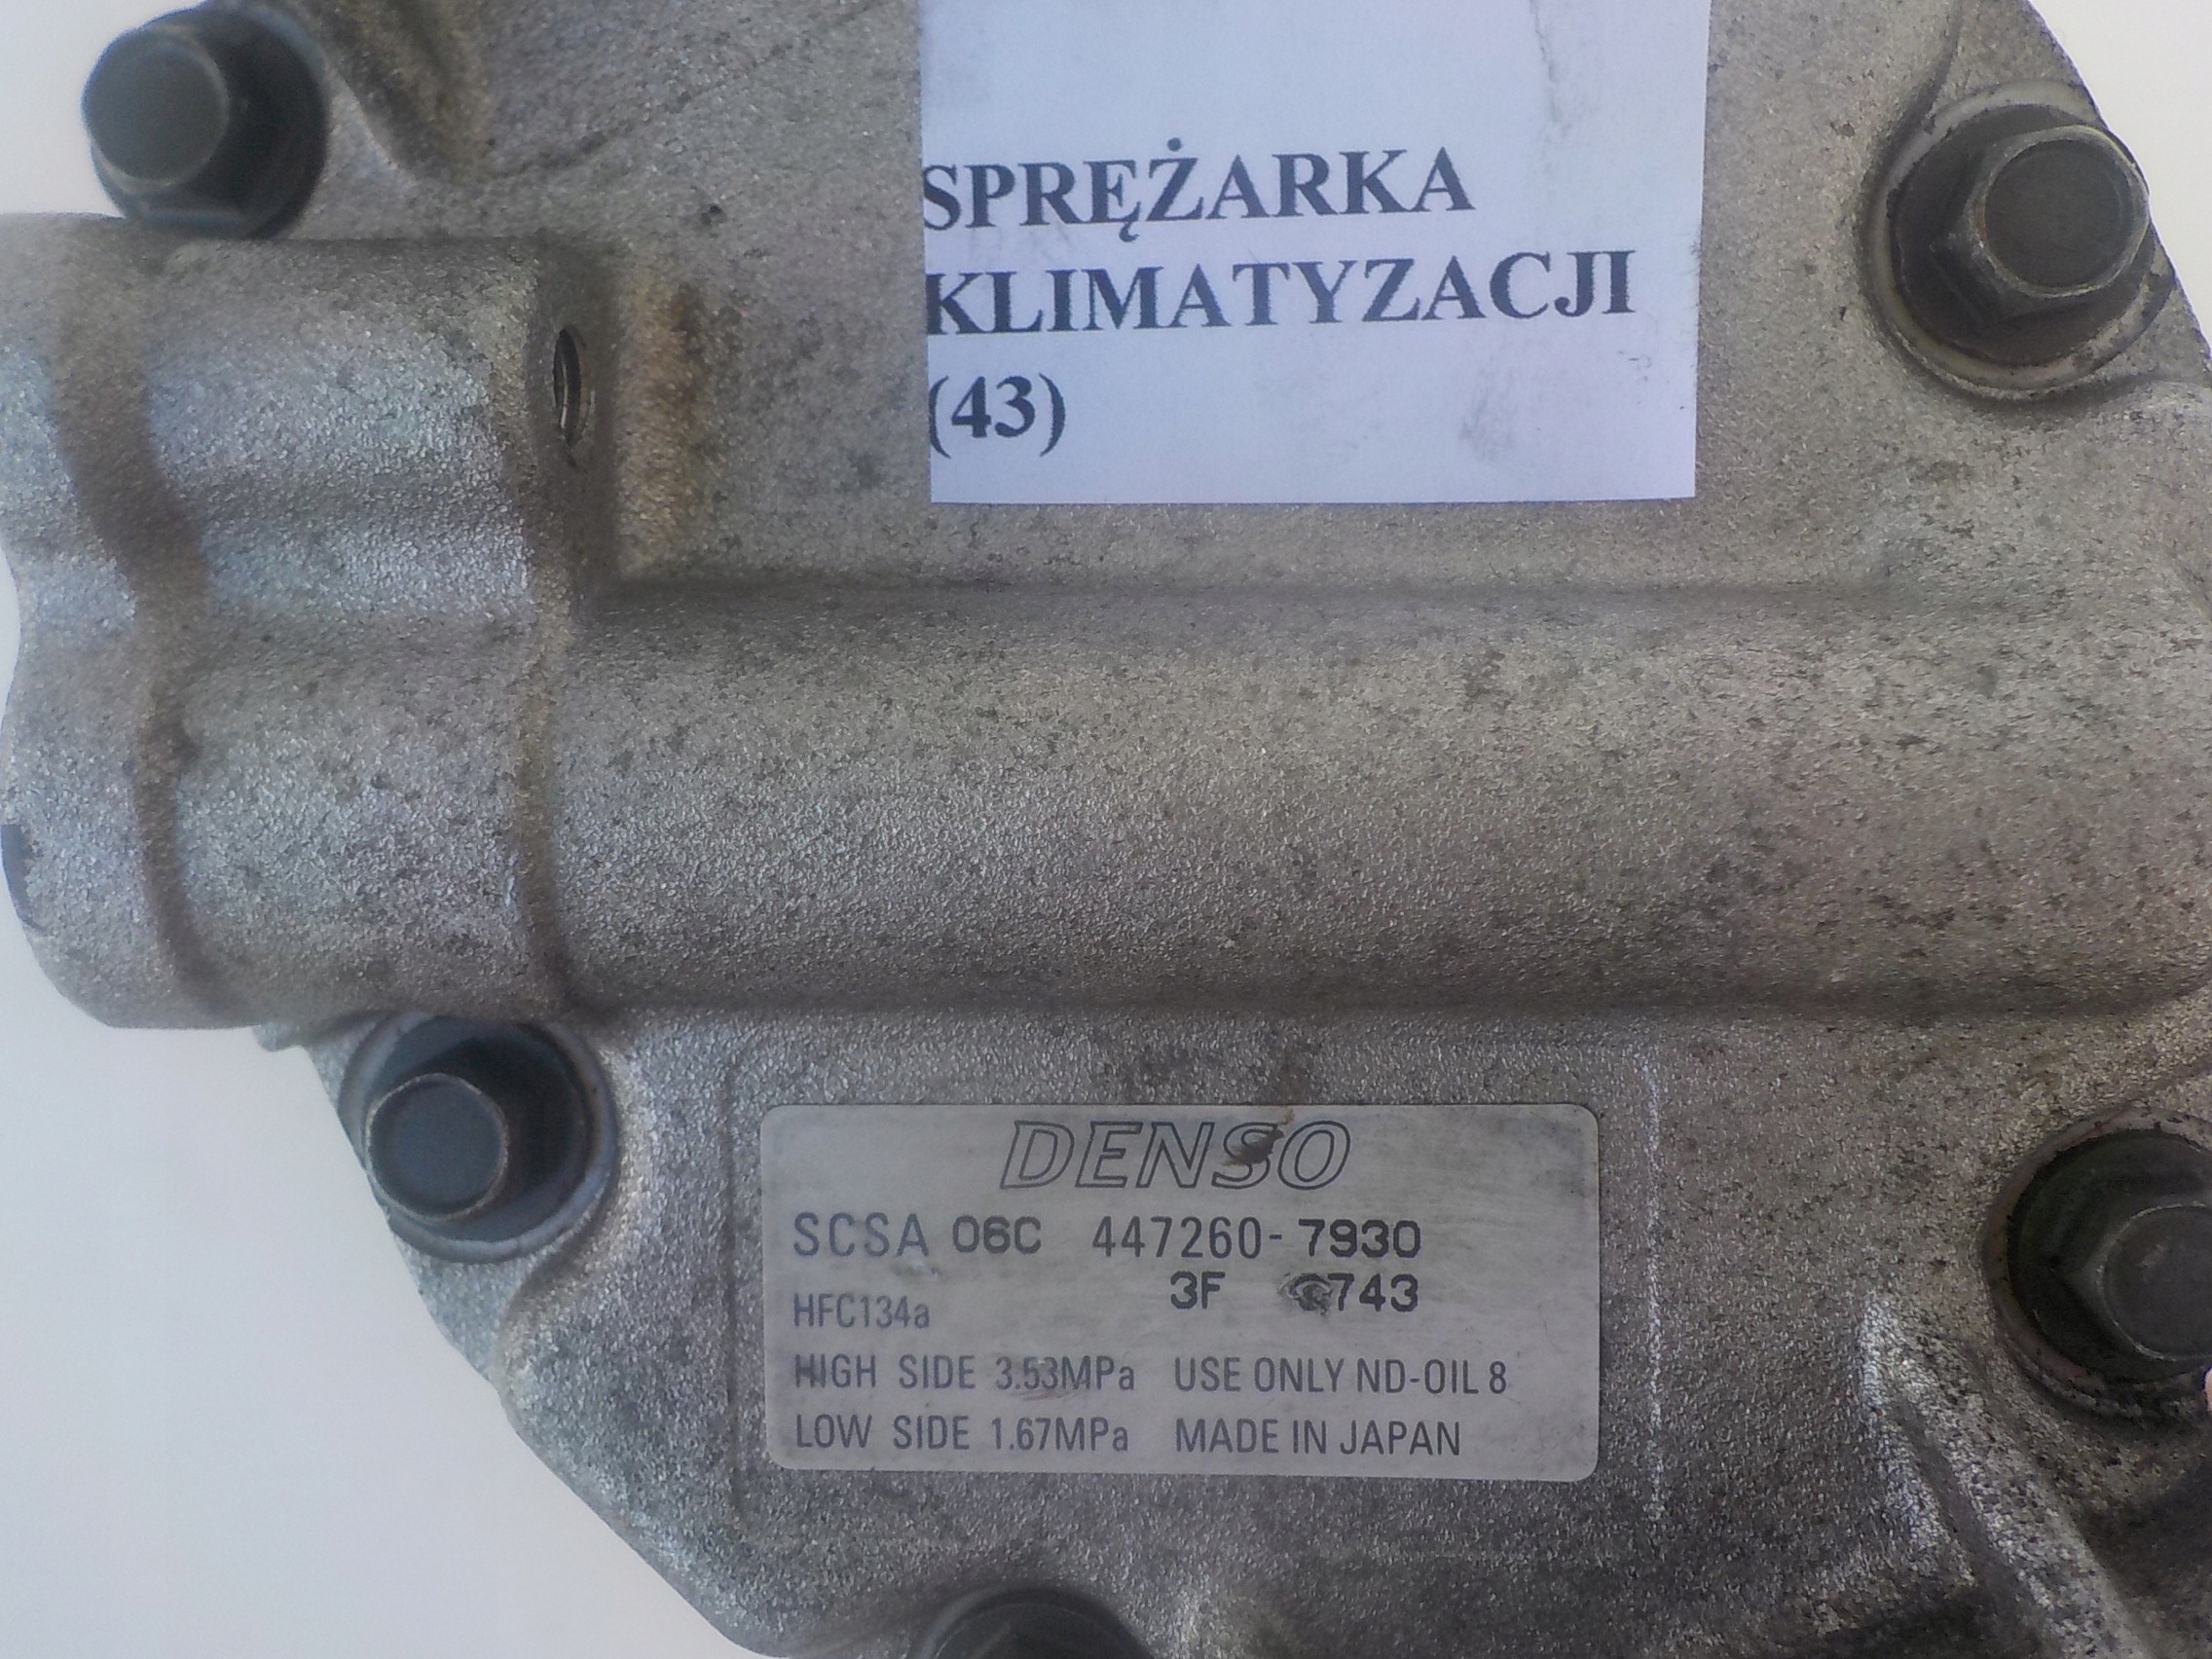 SPRĘŻARKA
KLIMATYZACJI
(43)
DENSO
SCSA 06C 447260-7930
3F
HFC134a
HIGH SIDE 3.53MPa USE ONLY ND-OIL 8
LOW SIDE 1.67MPa MADE IN JAPAN